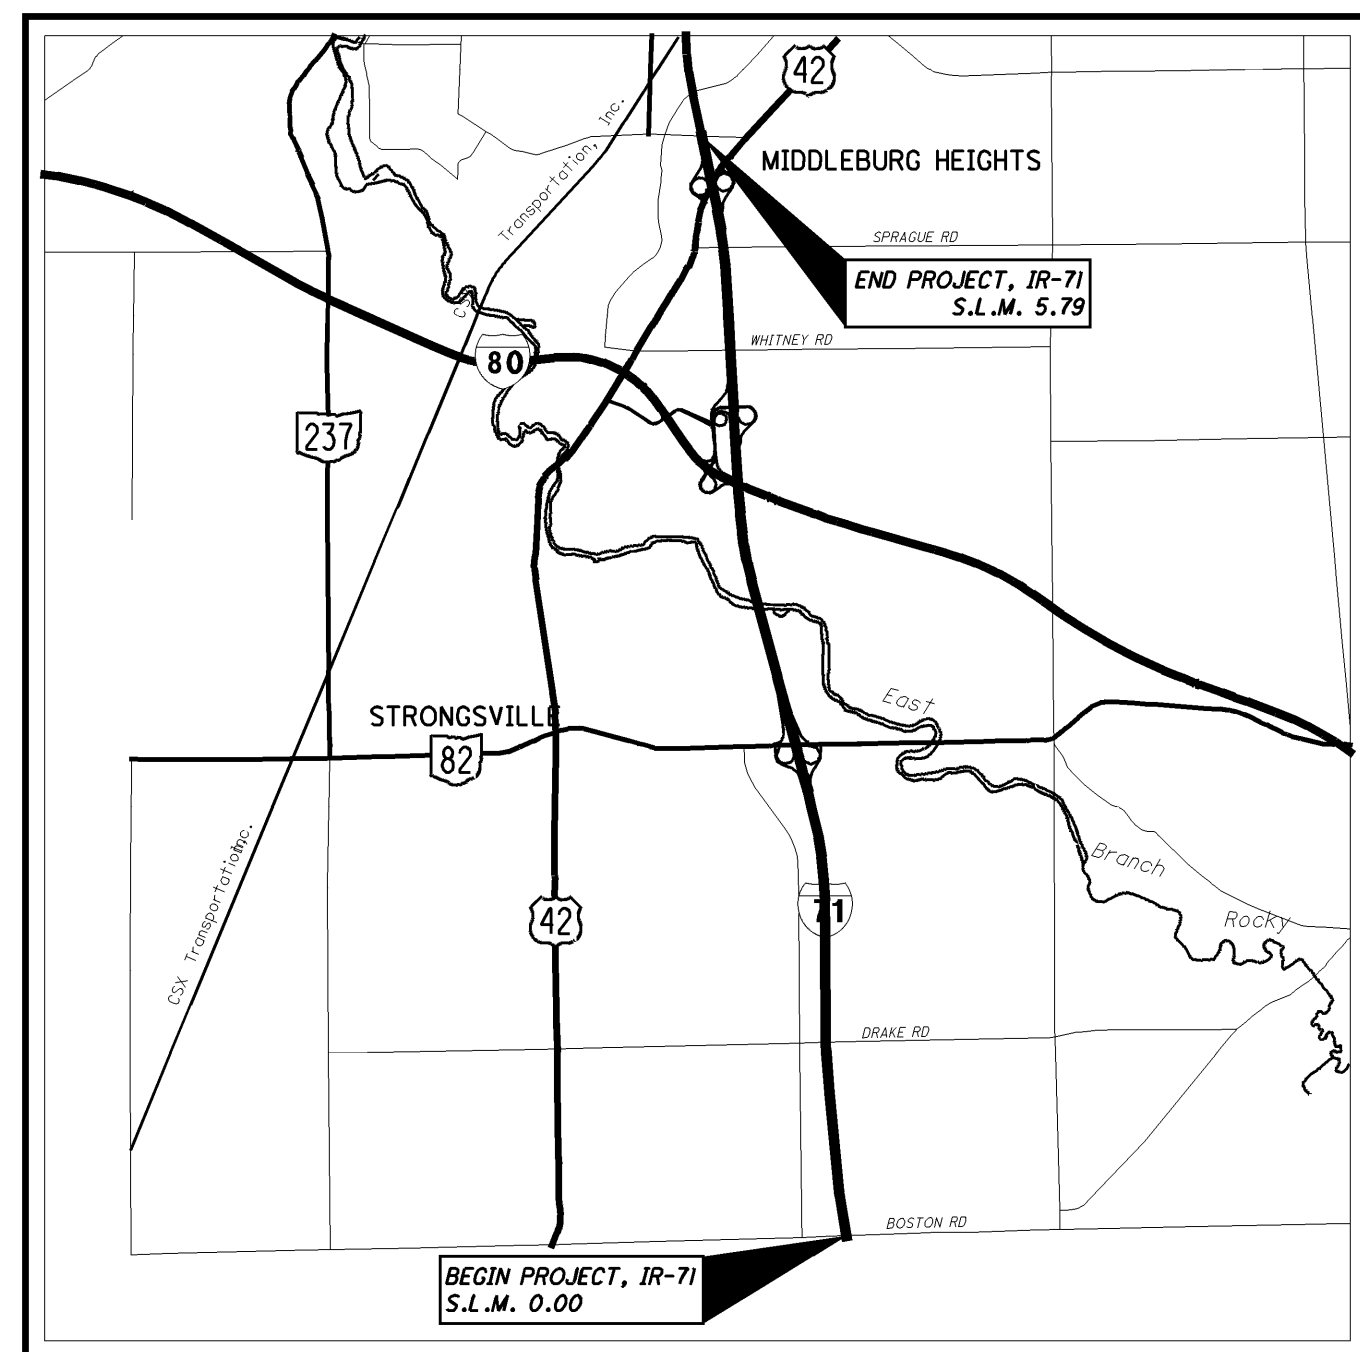 42
Transportation, Inc.
MIDDLEBURG HEIGHTS
SPRAGUE RD
END PROJECT, IR-71
S.L.M. 5.79
CS
WHITNEY RD
80
237
East
STRONGSVILLE
82
CSX Transportation,Inc.
Branch
42
71
Rocky
DRAKE RD
BOSTON RD
BEGIN PROJECT, IR-71
S.L.M. 0.00